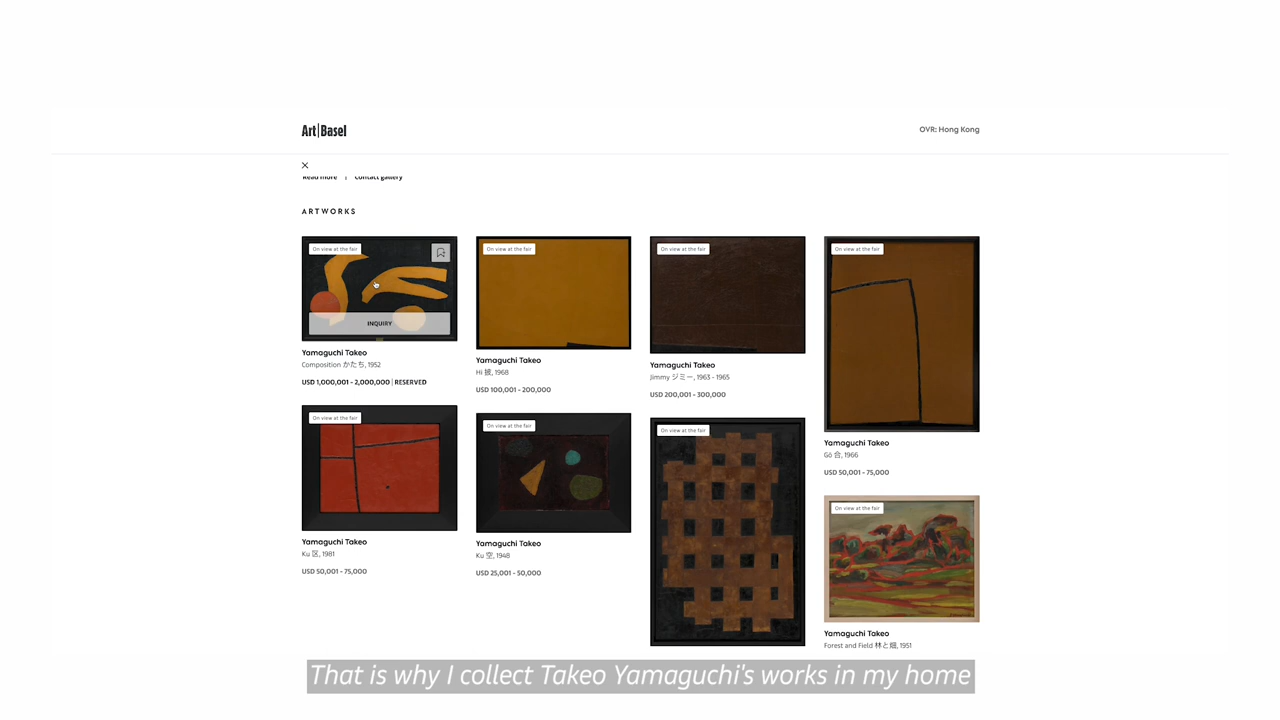 Art|Basel
OVR: Hong Kong
Read more | Contact gallery
ARTWORKS
On view at the fair
INQUIRY
Yamaguchi Takeo
Composition かたち, 1952
USD 1,000,001 - 2,000,000 | RESERVED
On view at the fair
Yamaguchi Takeo
Hi 披, 1968
USD 100,001 - 200,000
On view at the fair
Yamaguchi Takeo
Jimmy ジミー, 1963 - 1965
USD 200,001 - 300,000
On view at the fair
Yamaguchi Takeo
Gō 合, 1966
USD 50,001 - 75,000
On view at the fair
Yamaguchi Takeo
Ku 区, 1981
USD 50,001 - 75,000
On view at the fair
Yamaguchi Takeo
Ku 空, 1948
USD 25,001 - 50,000
On view at the fair
On view at the fair
Yamaguchi Takeo
Forest and Field 林と畑, 1951
That is why I collect Takeo Yamaguchi's works in my home